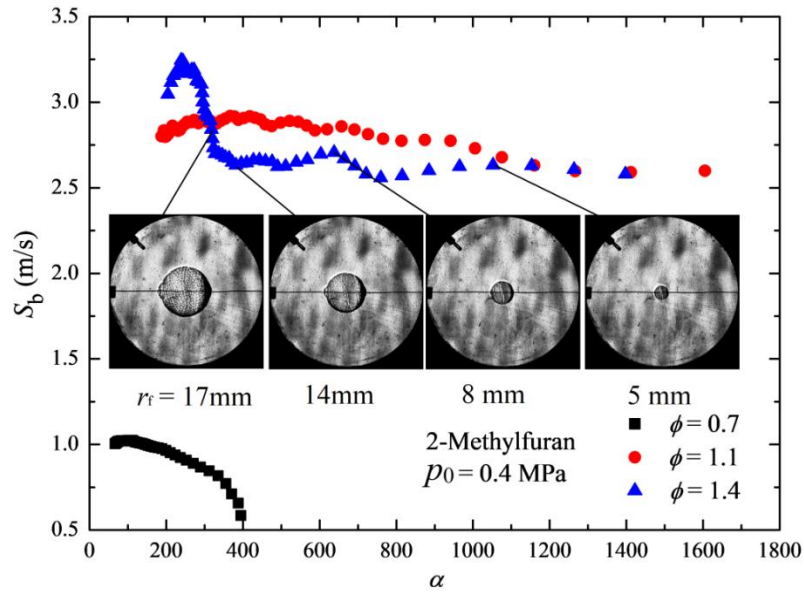 3.5
3.0
2.5
2.0
1.5
1.0
0.5
S_b (m/s)
r_f = 17mm
14mm
8 mm
5 mm
2-Methylfuran
p_0 = 0.4 MPa
ϕ = 0.7
ϕ = 1.1
ϕ = 1.4
0 200 400 600 800 1000 1200 1400 1600 1800
α